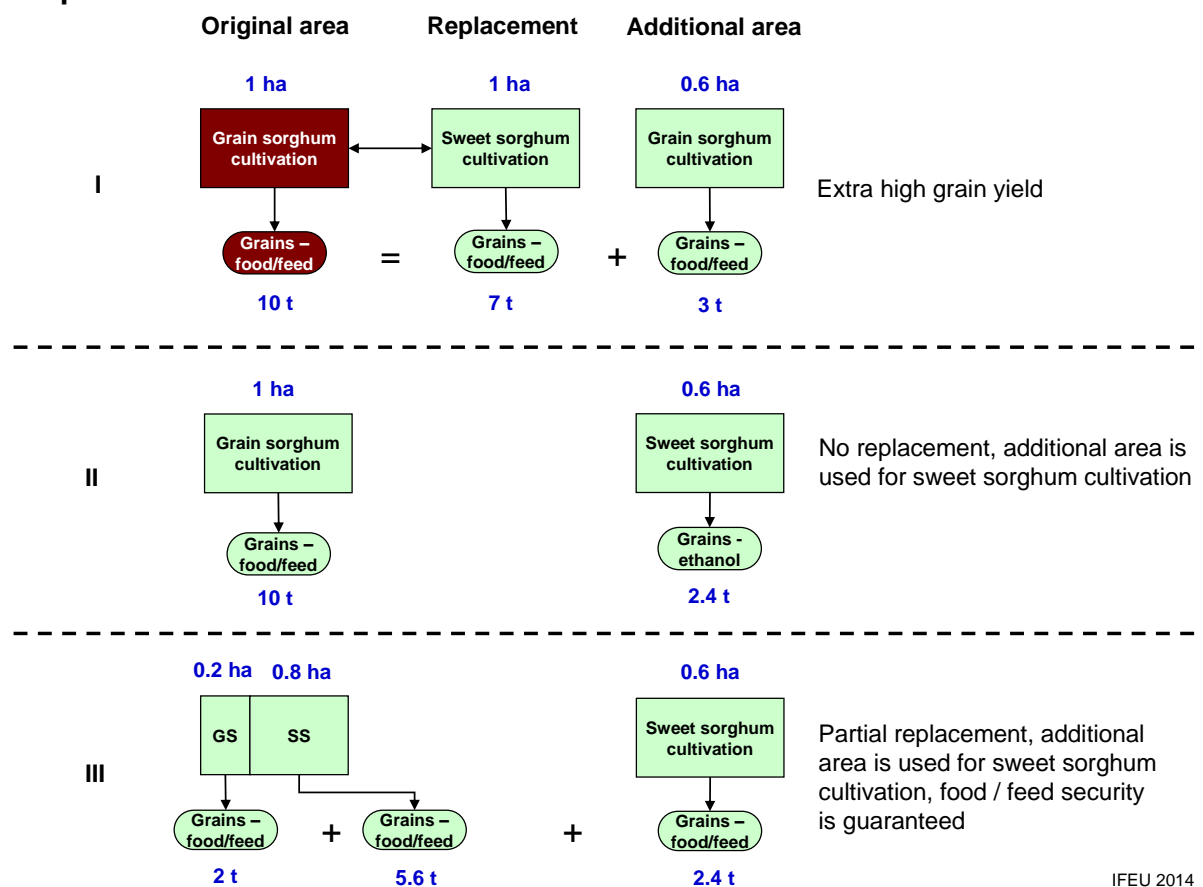 Original area Replacement Additional area
1 ha 1 ha 0.6 ha
Grain sorghum
cultivation
Sweet sorghum
cultivation
Grain sorghum
cultivation
I
Extra high grain yield
Grains –
food/feed
=
Grains –
food/feed
+
Grains –
food/feed
10 t 7 t 3 t
1 ha 0.6 ha
Grain sorghum
cultivation
Sweet sorghum
cultivation
II
No replacement, additional area is
used for sweet sorghum cultivation
Grains –
food/feed
Grains -
ethanol
10 t 2.4 t
0.2 ha 0.8 ha 0.6 ha
GS SS
Sweet sorghum
cultivation
III
Partial replacement, additional
area is used for sweet sorghum
cultivation, food / feed security
is guaranteed
Grains –
food/feed
+
Grains –
food/feed
+
Grains –
food/feed
2 t 5.6 t 2.4 t
IFEU 2014